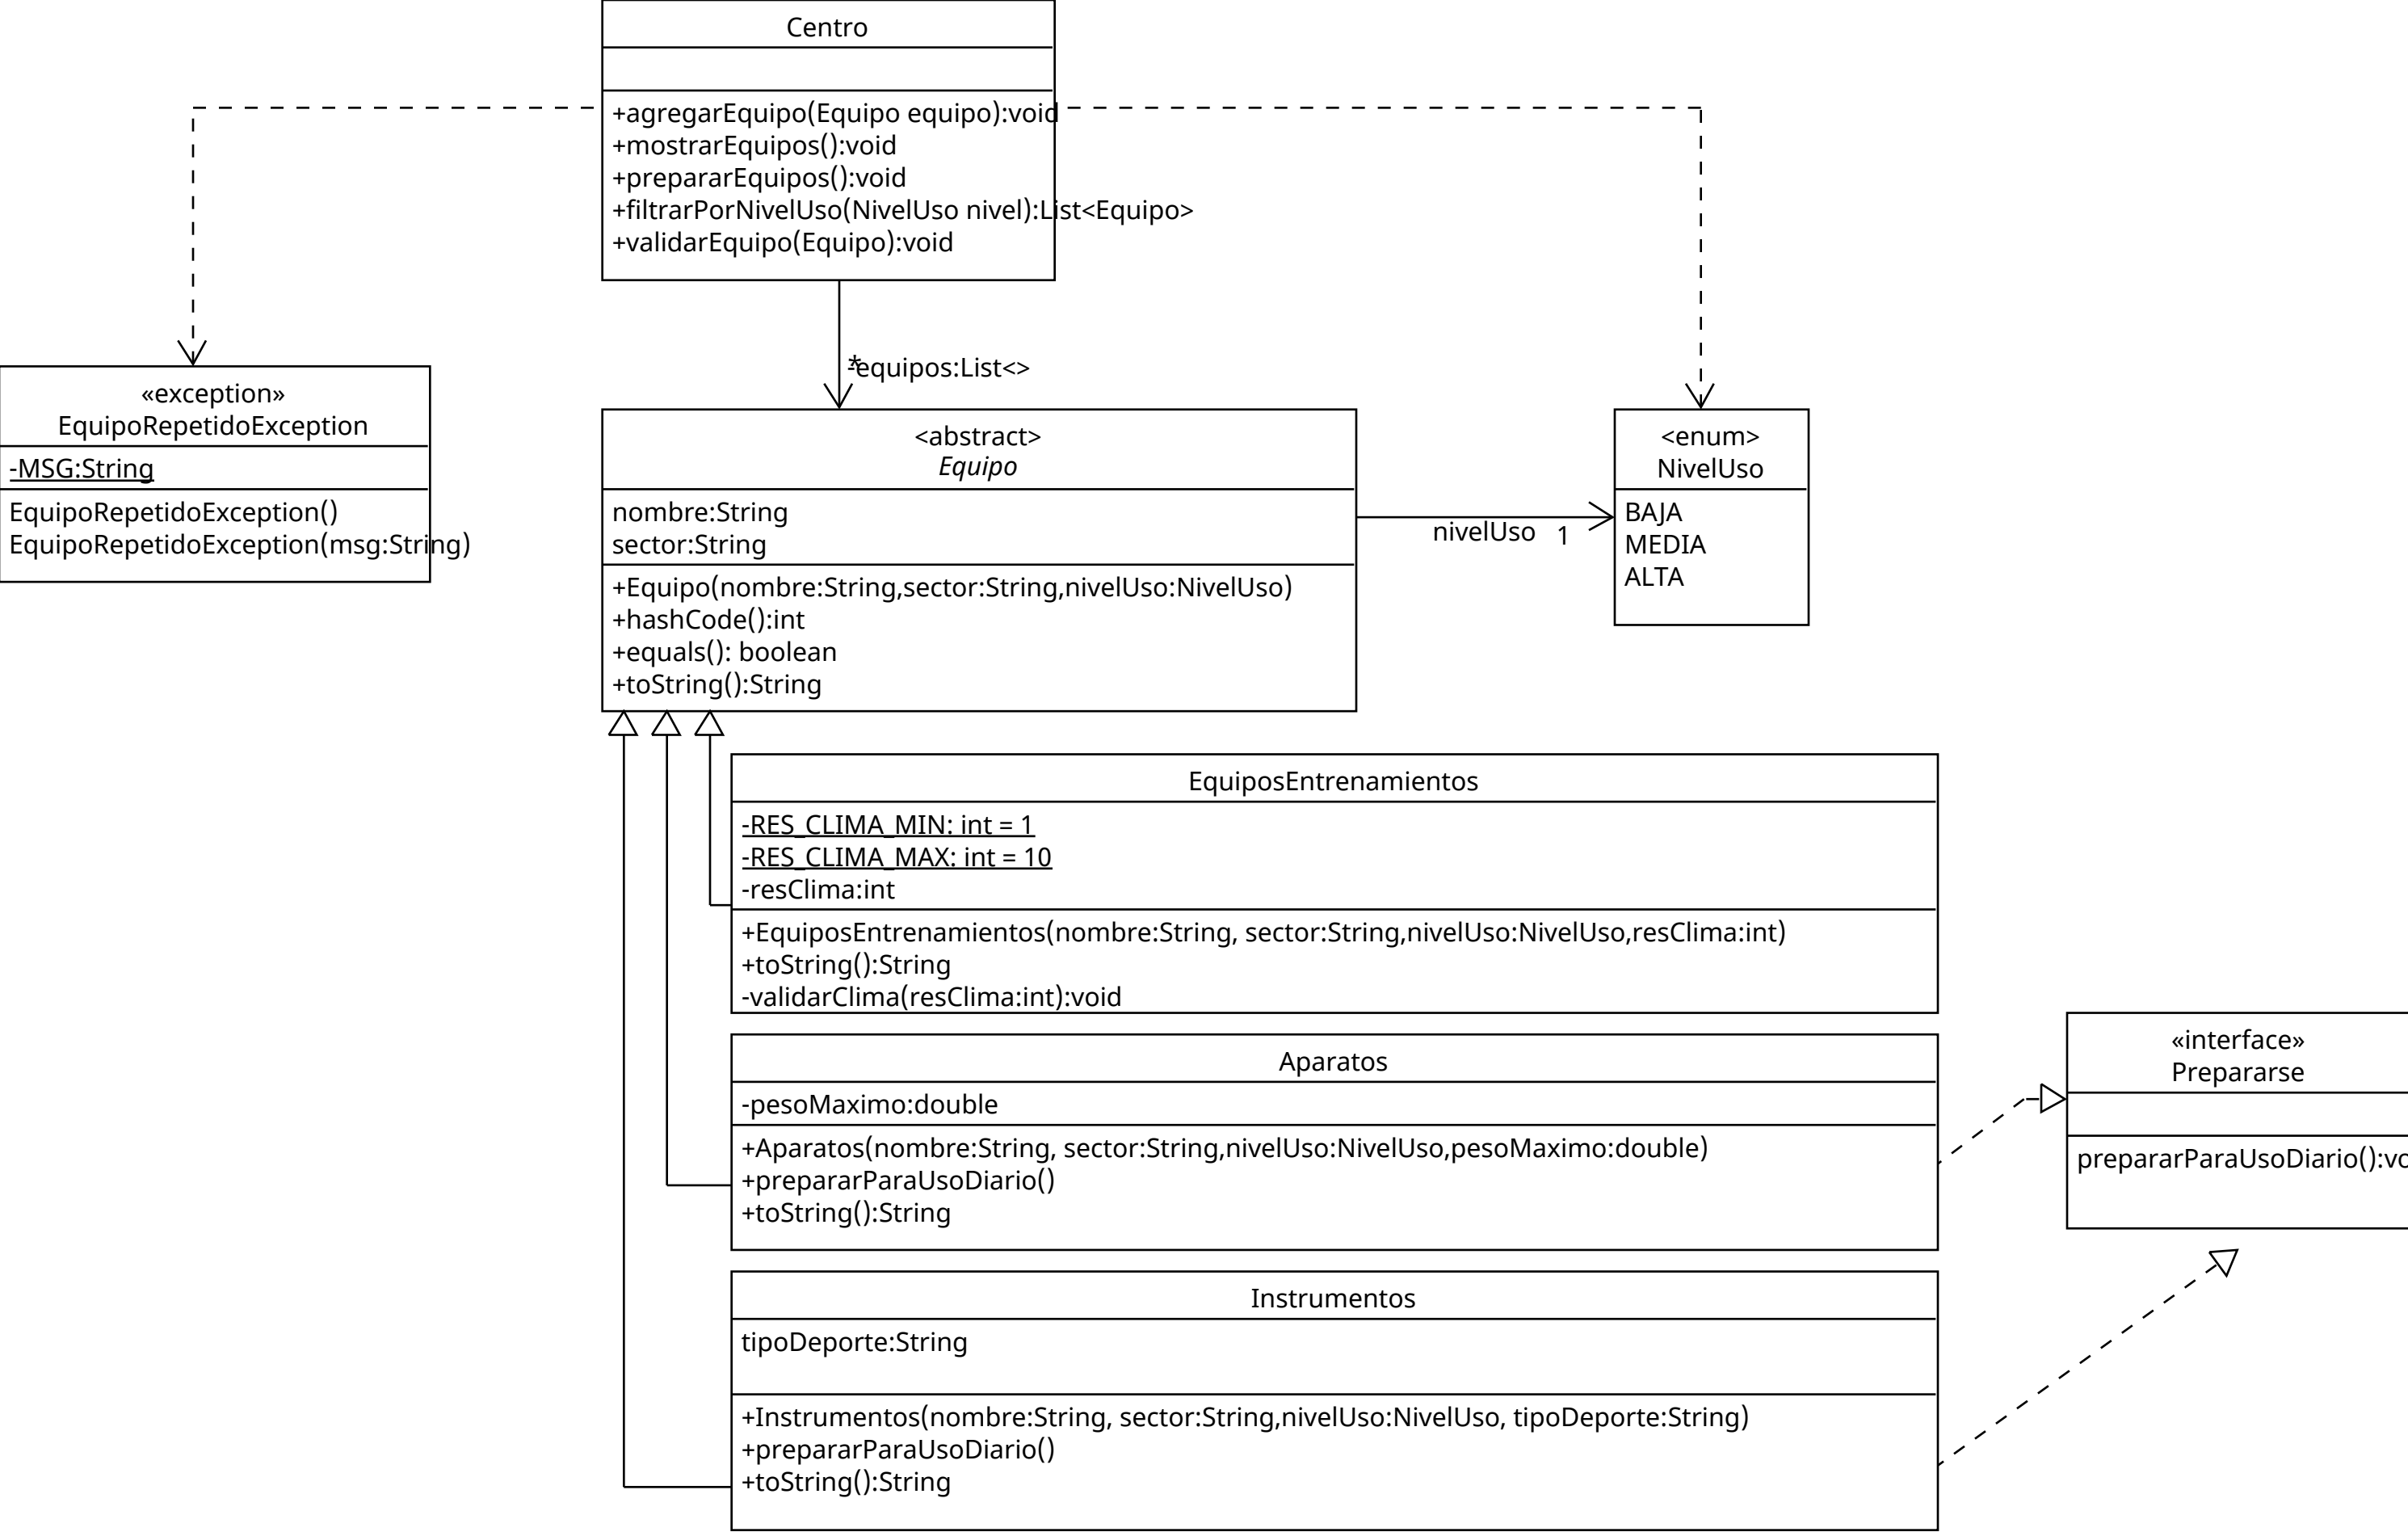 Centro
+agregarEquipo(Equipo equipo):void
+mostrarEquipos():void
+prepararEquipos():void
+filtrarPorNivelUso(NivelUso nivel):List<Equipo>
+validarEquipo(Equipo):void
*
-equipos:List<>
«exception»
EquipoRepetidoException
-MSG:String
EquipoRepetidoException()
EquipoRepetidoException(msg:String)
<abstract>
Equipo
nombre:String
sector:String
+Equipo(nombre:String,sector:String,nivelUso:NivelUso)
+hashCode():int
+equals(): boolean
+toString():String
nivelUso 1
<enum>
NivelUso
BAJA
MEDIA
ALTA
EquiposEntrenamientos
-RES_CLIMA_MIN: int = 1
-RES_CLIMA_MAX: int = 10
-resClima:int
+EquiposEntrenamientos(nombre:String, sector:String,nivelUso:NivelUso,resClima:int)
+toString():String
-validarClima(resClima:int):void
Aparatos
-pesoMaximo:double
+Aparatos(nombre:String, sector:String,nivelUso:NivelUso,pesoMaximo:double)
+prepararParaUsoDiario()
+toString():String
«interface»
Prepararse
prepararParaUsoDiario():vo
Instrumentos
tipoDeporte:String
+Instrumentos(nombre:String, sector:String,nivelUso:NivelUso, tipoDeporte:String)
+prepararParaUsoDiario()
+toString():String